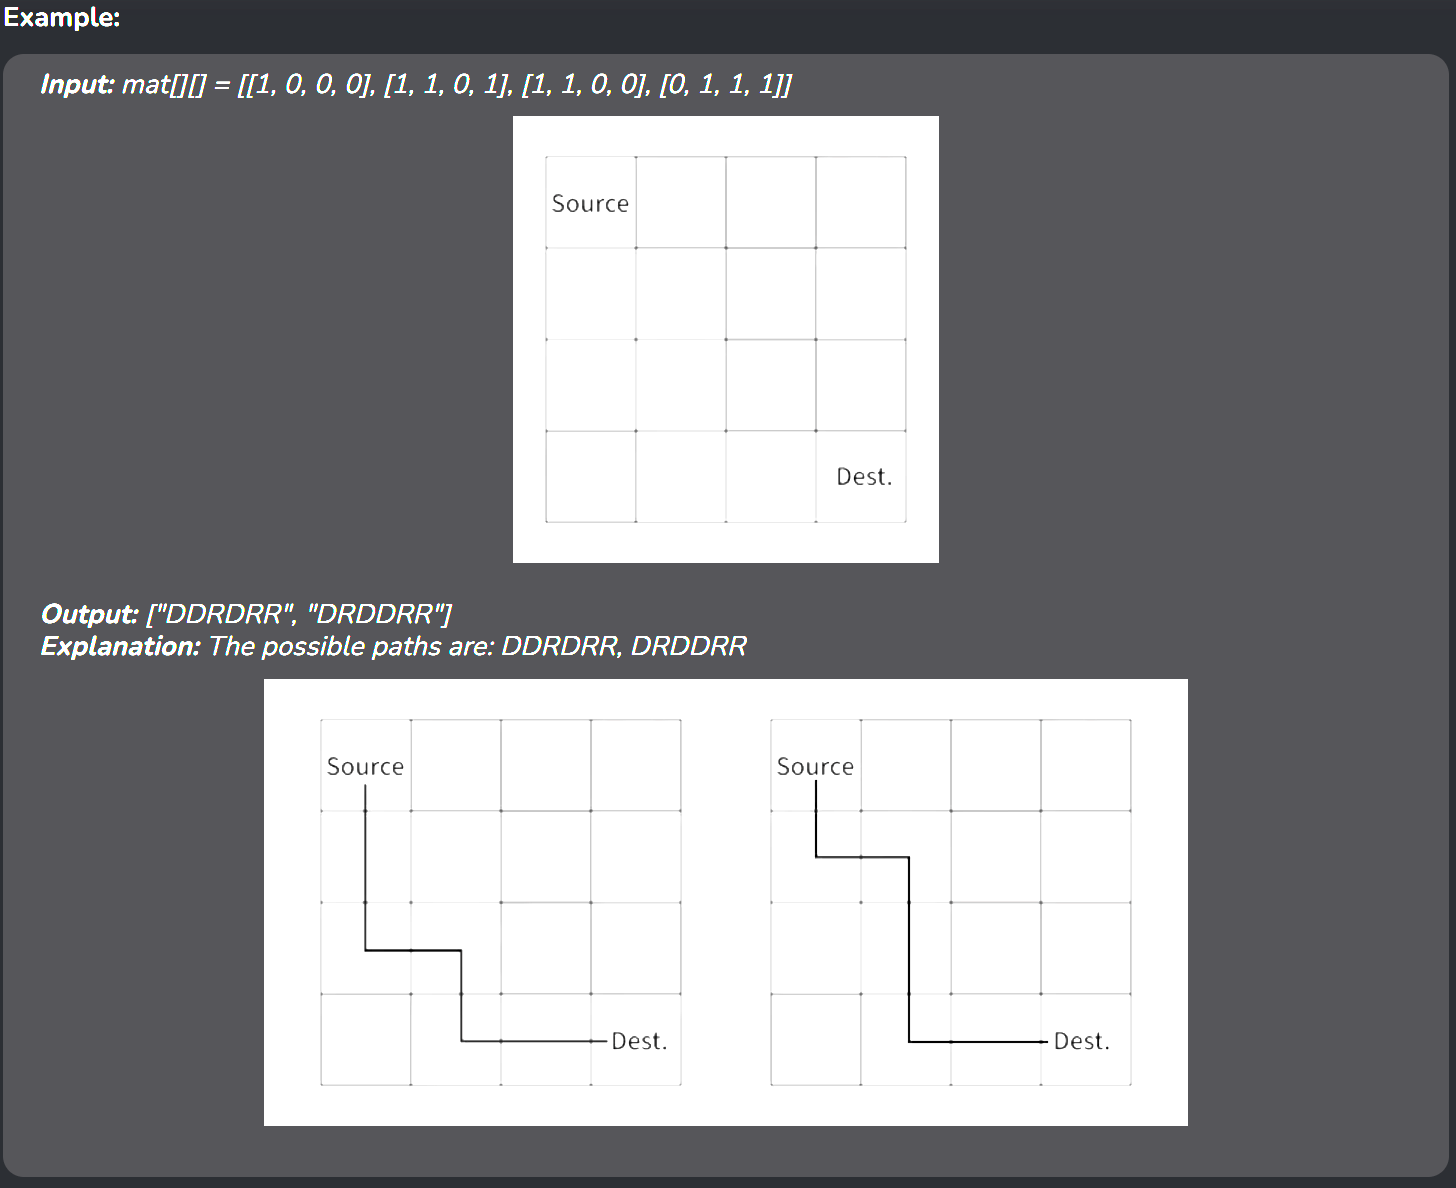 Example:
Input: mat[][] = [[1, 0, 0, 0], [1, 1, 0, 1], [1, 1, 0, 0], [0, 1, 1, 1]]
Source
Dest.
Output: ["DDRDRR", "DRDDRR"]
Explanation: The possible paths are: DDRDRR, DRDDRR
Source Source
Dest. Dest.